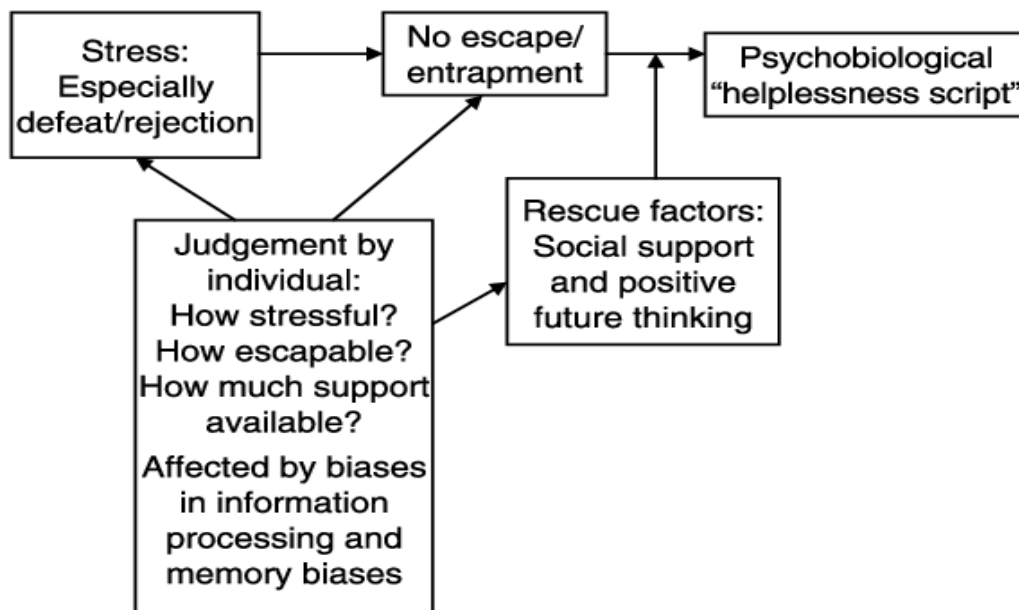 Stress:
Especially
defeat/rejection
No escape/
entrapment
Psychobiological
“helplessness script”
Judgement by
individual:
How stressful?
How escapable?
How much support
available?
Affected by biases
in information
processing and
memory biases
Rescue factors:
Social support
and positive
future thinking